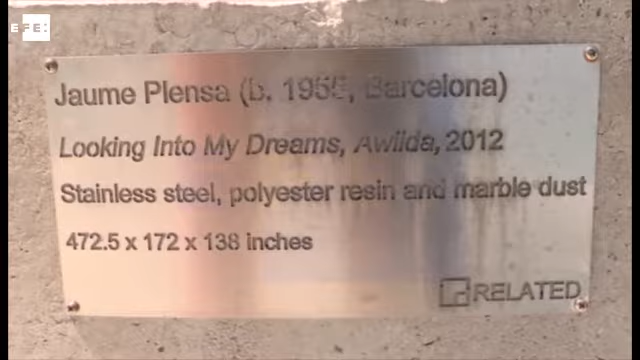 EFE:
Jaume Plensa (b. 1955, Barcelona)
Looking Into My Dreams, Awilda, 2012
Stainless steel, polyester resin and marble dust
472.5 x 172 x 138 inches
RELATED